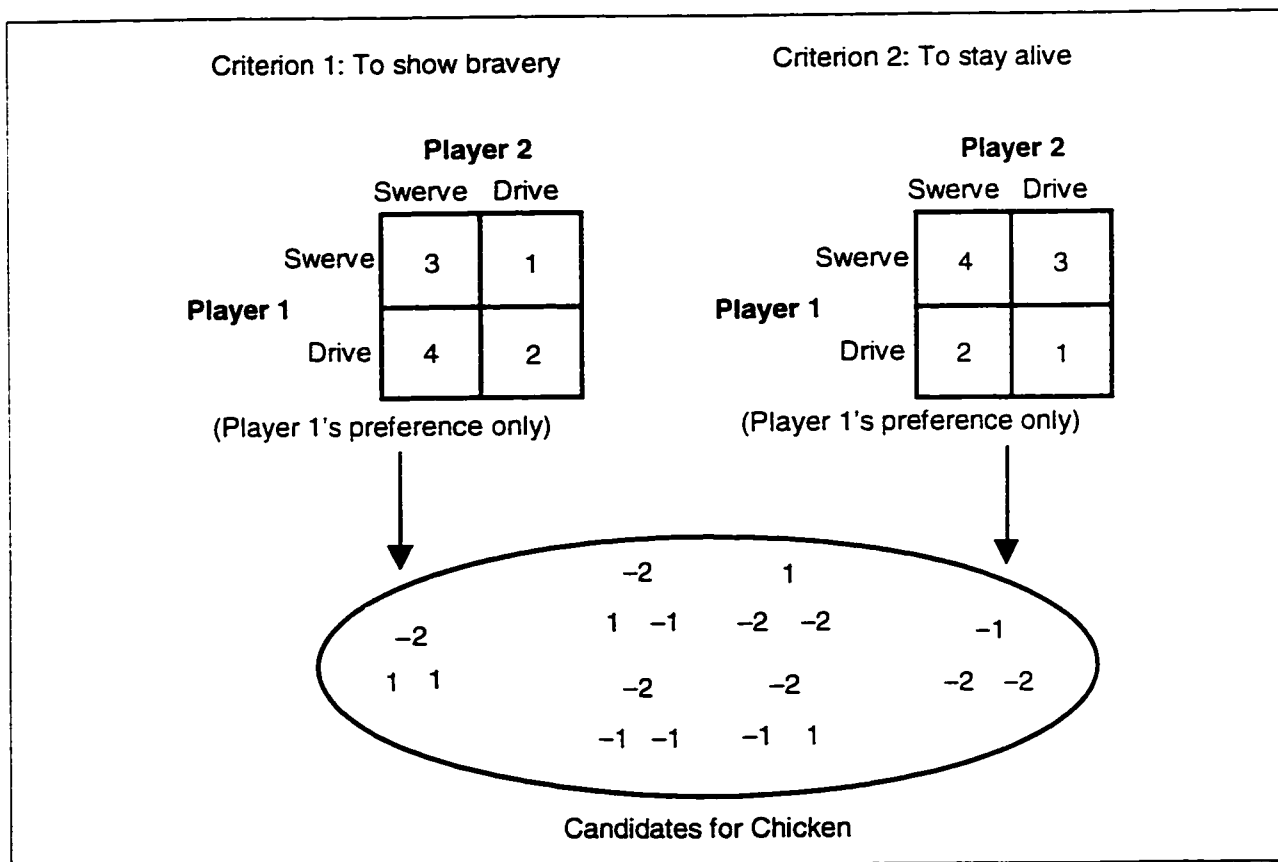 Criterion 1: To show bravery
Player 2
Swerve Drive
Swerve 3 1
Player 1
Drive 4 2
(Player 1's preference only)
Criterion 2: To stay alive
Player 2
Swerve Drive
Swerve 4 3
Player 1
Drive 2 1
(Player 1's preference only)
–2
1 1
–2
1 –1
1
–2 –2
–2
–1 –1
–2
–1 1
–1
–2 –2
Candidates for Chicken